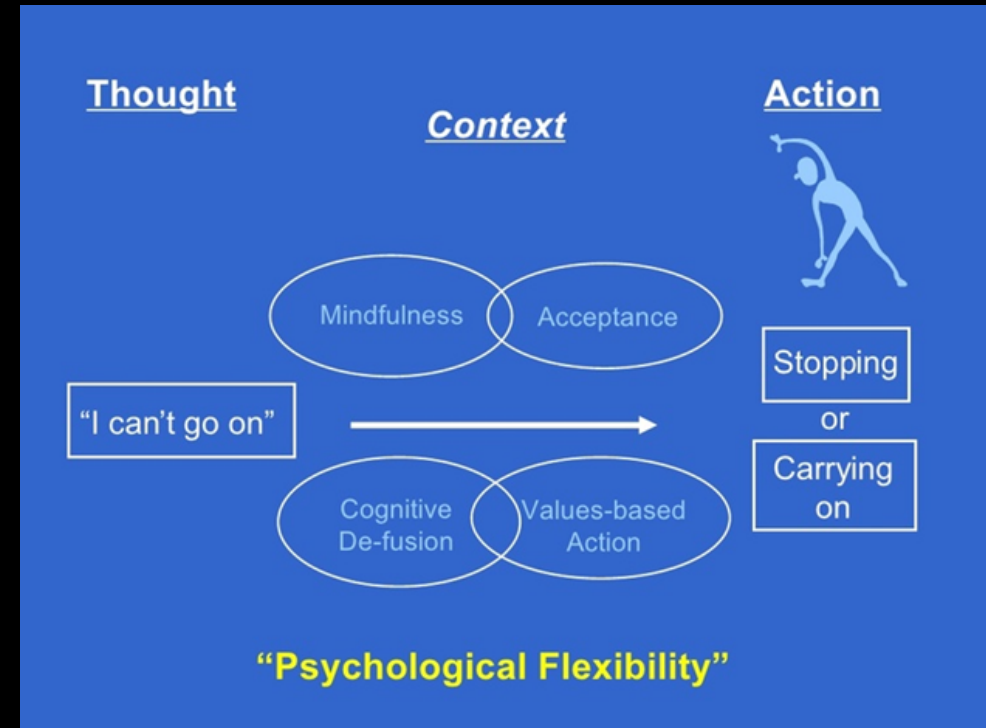 Thought
Context
Action
Mindfulness
Acceptance
"I can't go on"
Stopping
or
Carrying
on
Cognitive
De-fusion
Values-based
Action
“Psychological Flexibility”